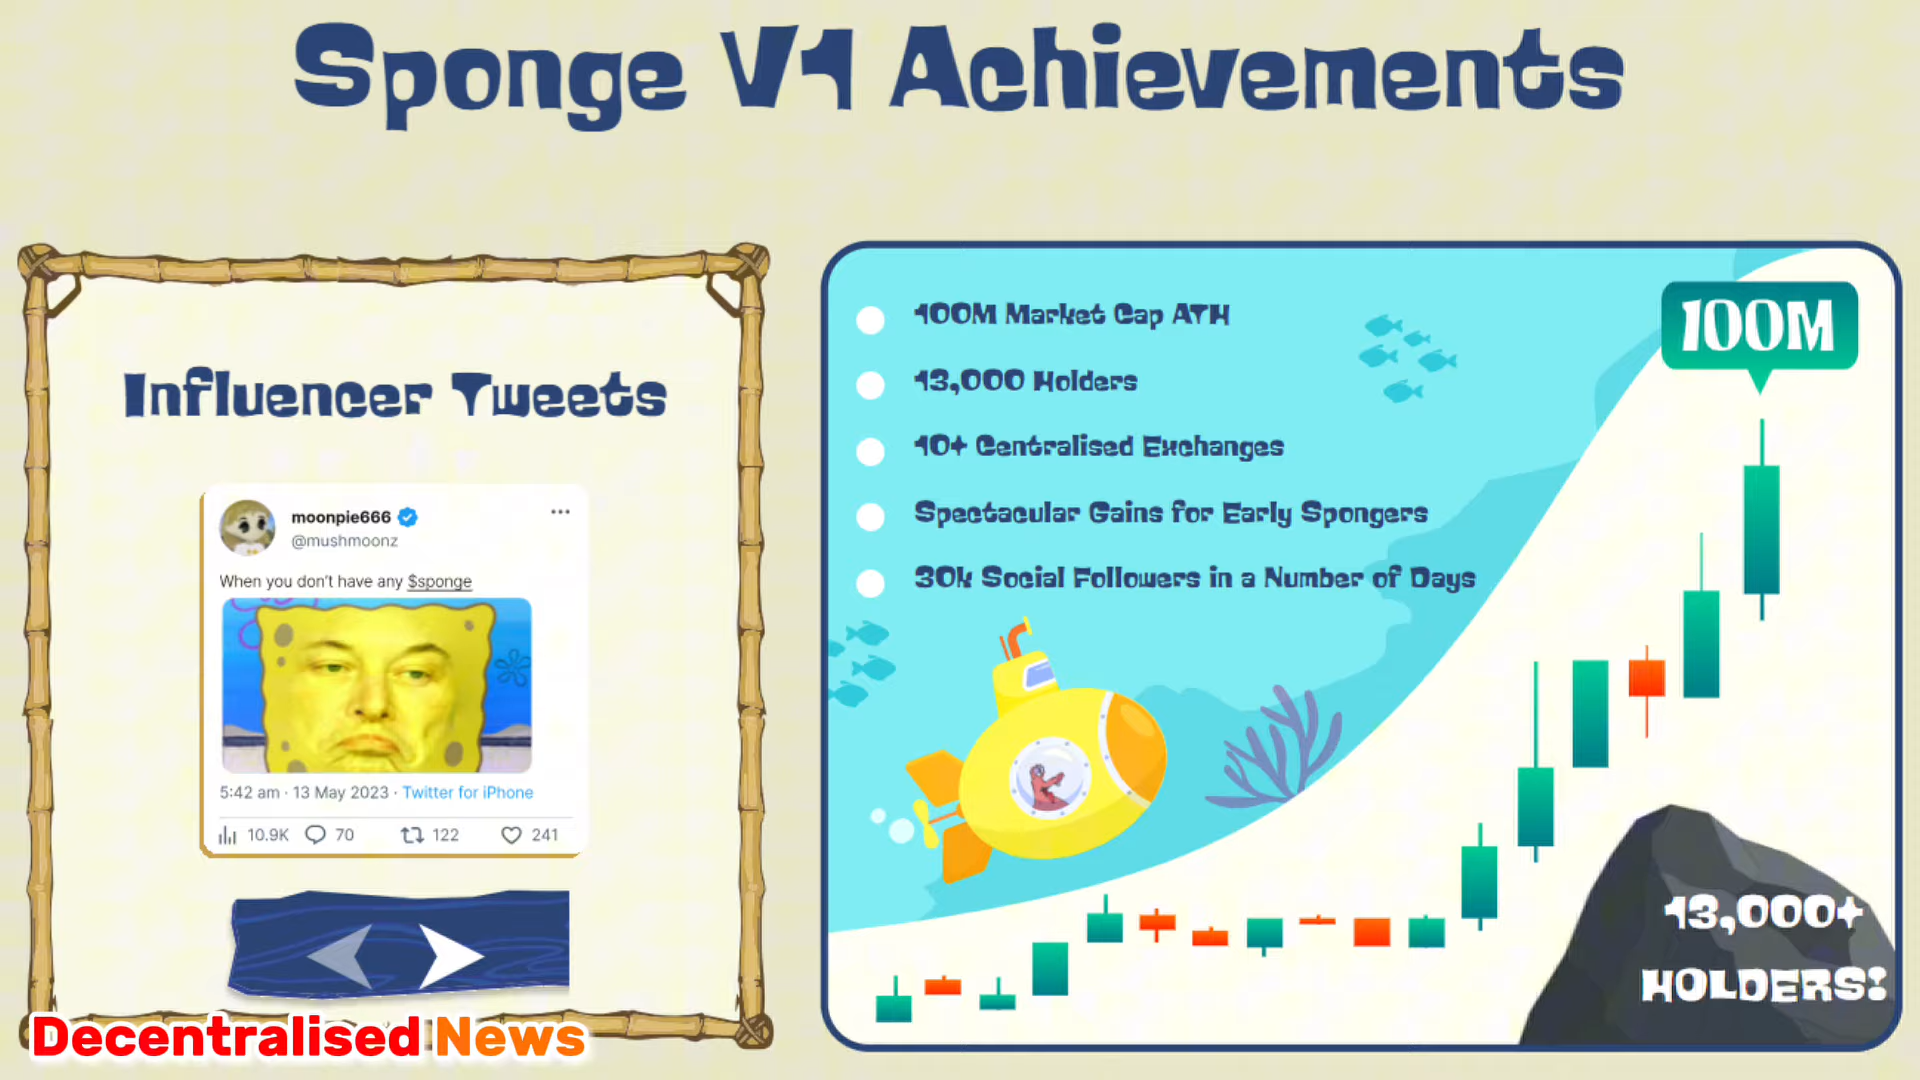 Sponge V1 Achievements
Influencer Tweets
moonpie666
@mushmoonz
When you don't have any $sponge
5:42 am · 13 May 2023 · Twitter for iPhone
10.9K 70 122 241
Decentralised News
100M Market Cap ATH
13,000 Holders
10+ Centralised Exchanges
Spectacular Gains for Early Spongers
30k Social Followers in a Number of Days
100M
13,000+
HOLDERS!